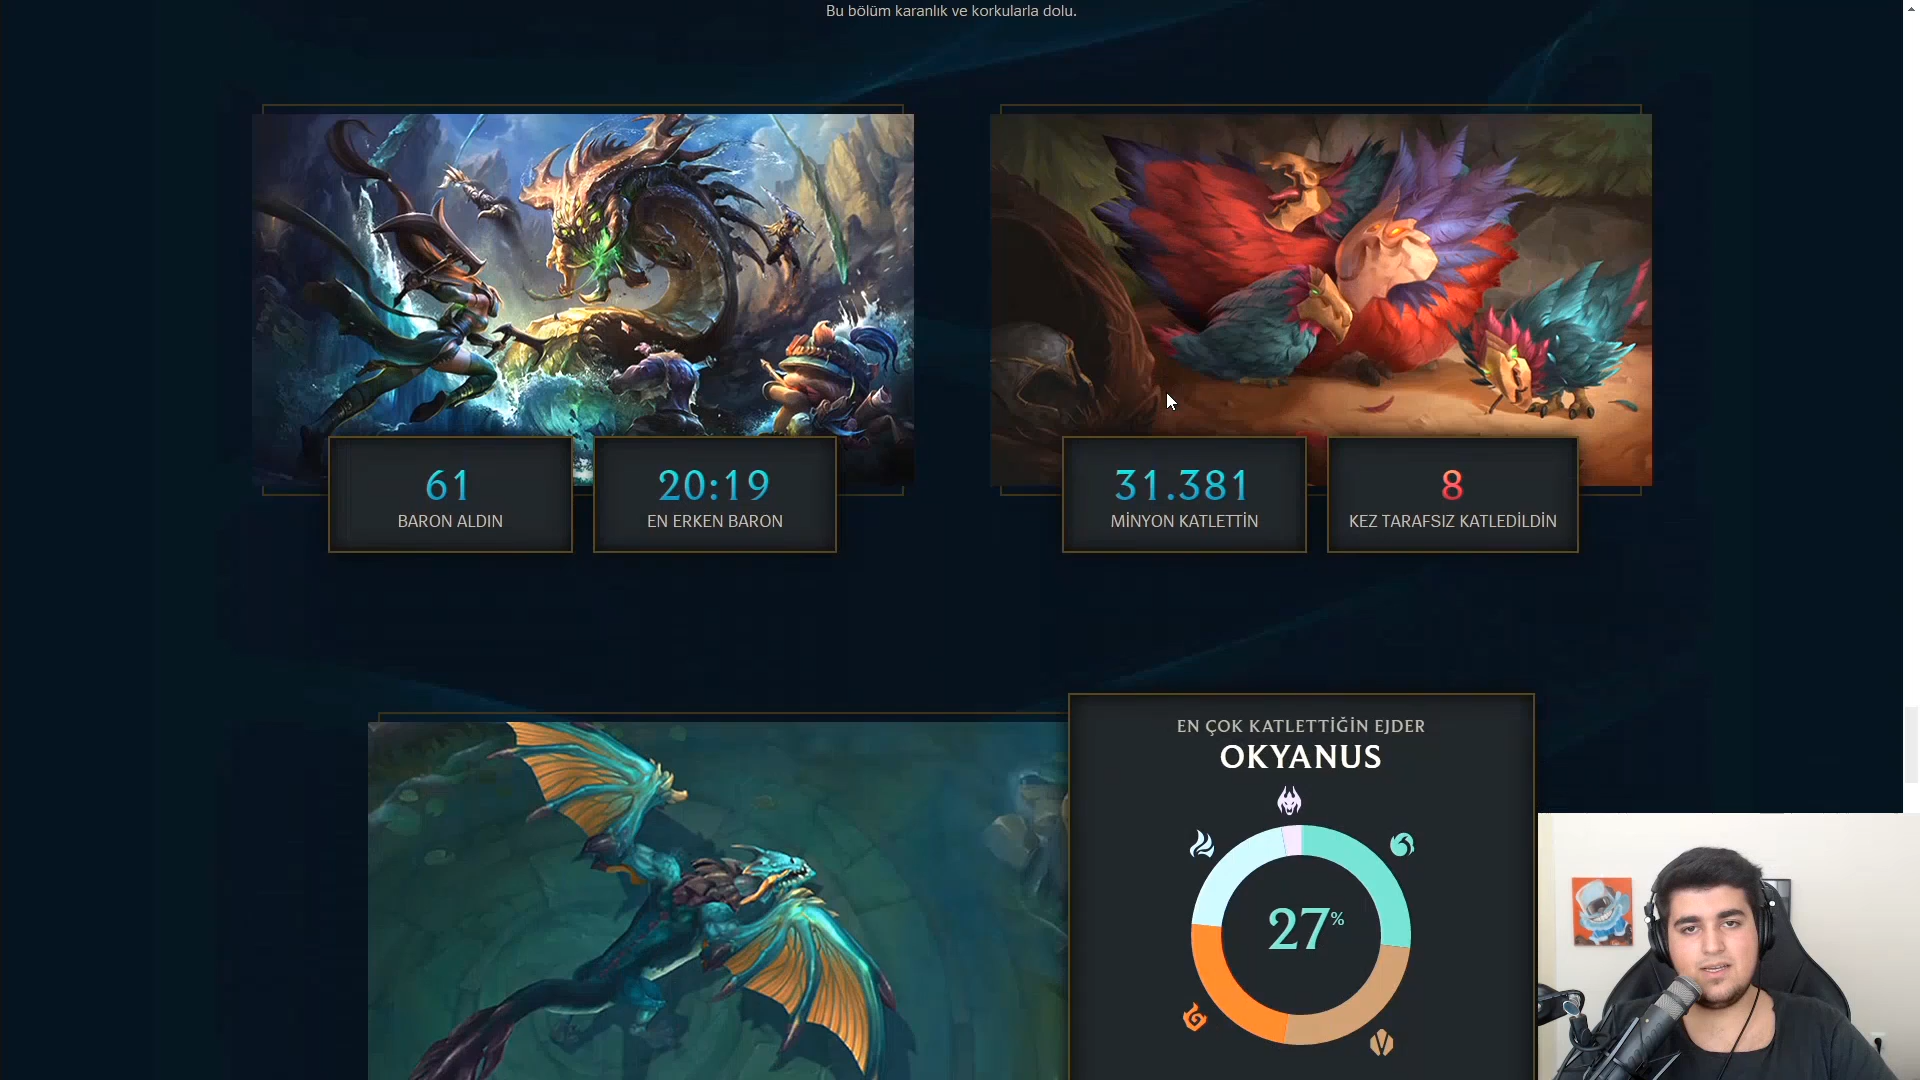 Bu bölüm karanlık ve korkularla dolu.
61
BARON ALDIN
20:19
EN ERKEN BARON
31.381
MİNYON KATLETTİN
8
KEZ TARAFSIZ KATLEDİLDİN
EN ÇOK KATLETTİĞİN EJDER
OKYANUS
27%